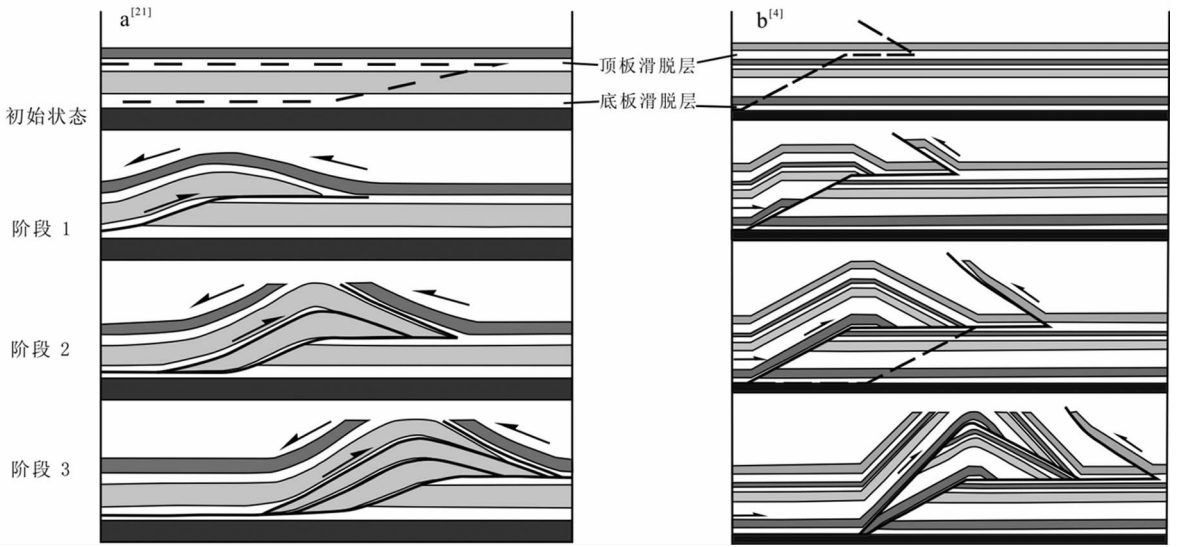 a[21]
b[4]
顶板滑脱层
底板滑脱层
初始状态
阶段 1
阶段 2
阶段 3